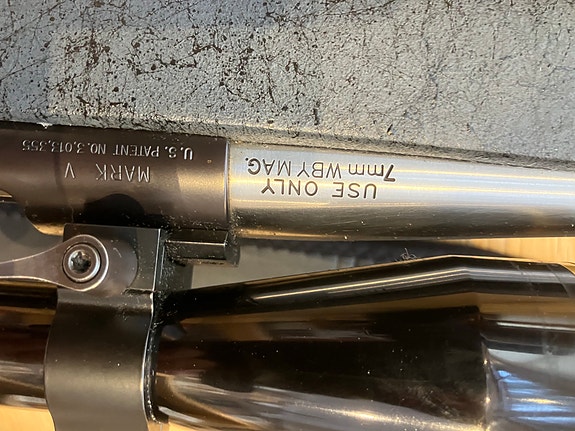 MARK V
U.S. PATENT NO. 3,013,355
USE ONLY
7mm WBY MAG.